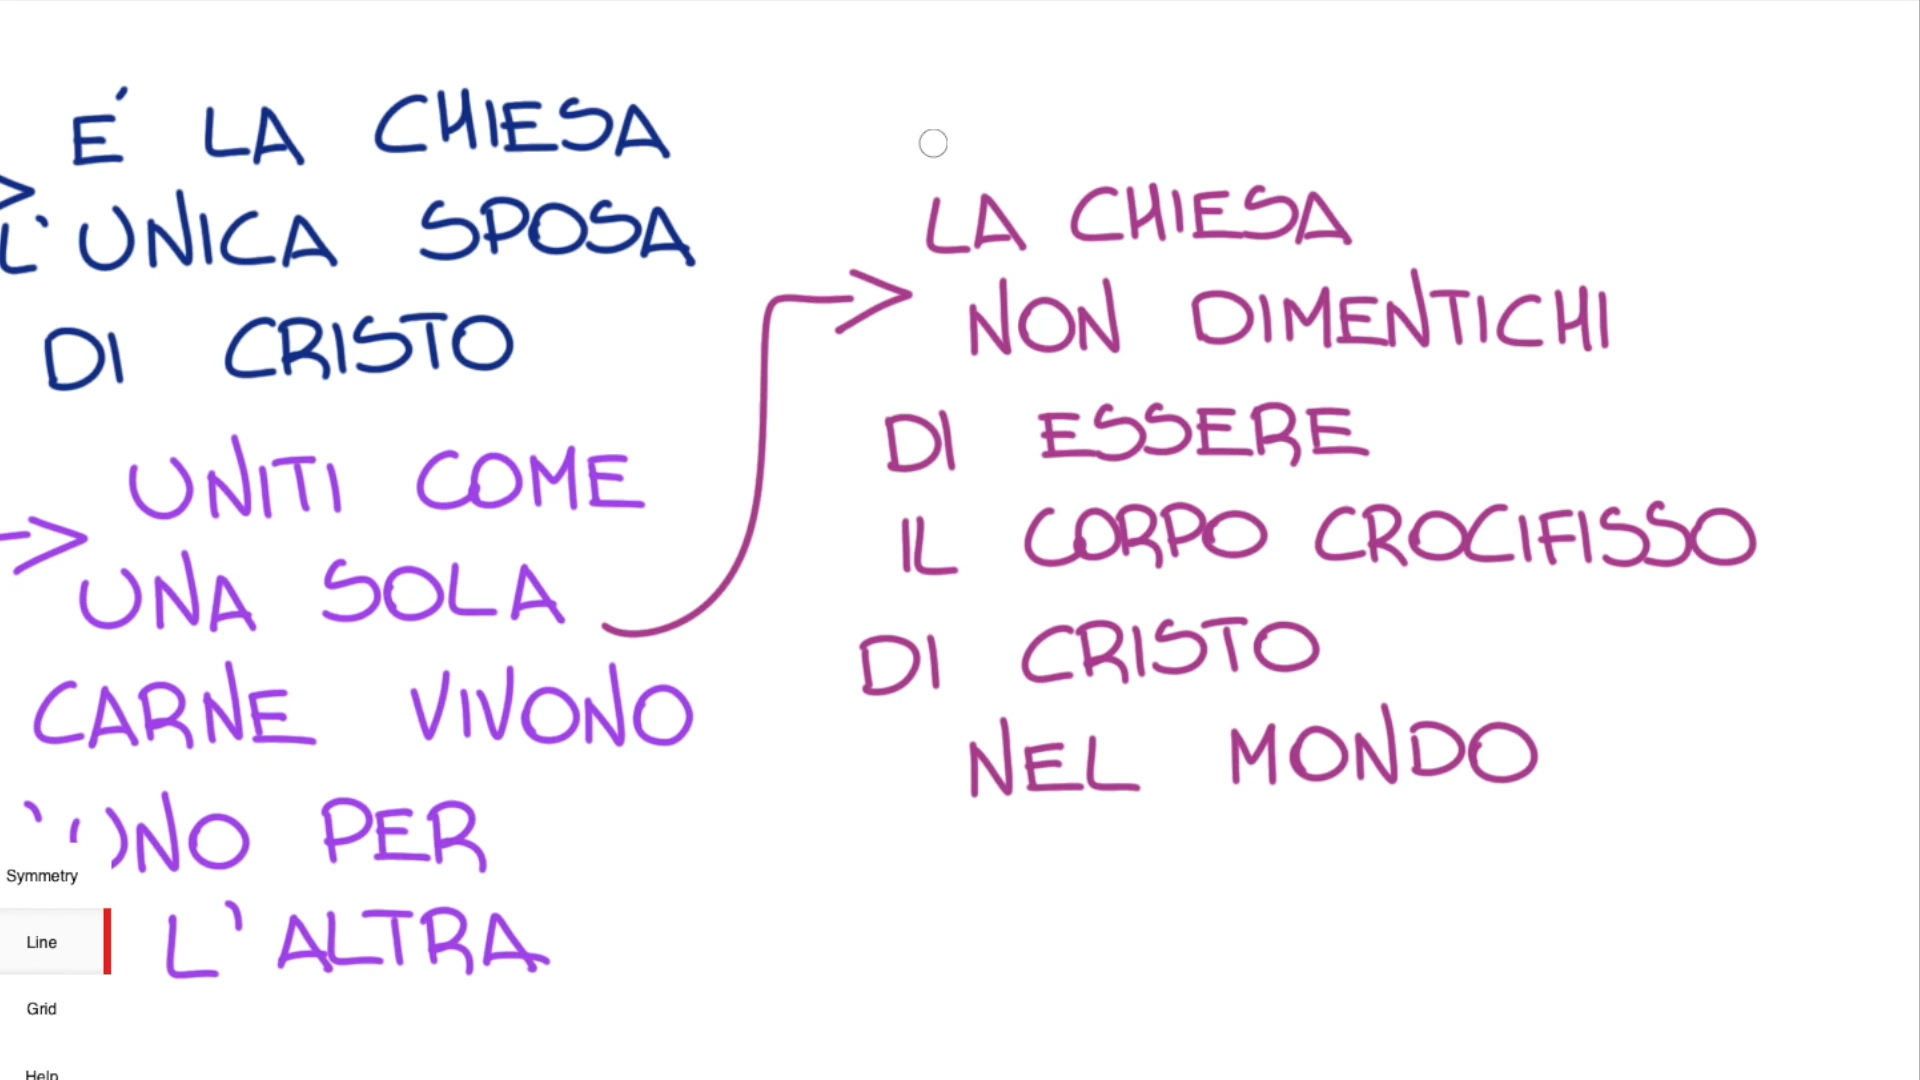 E' LA CHIESA
L'UNICA SPOSA
DI CRISTO
UNITI COME
UNA SOLA
CARNE VIVONO
PER
L'ALTRA
LA CHIESA
NON DIMENTICHI
DI ESSERE
IL CORPO CROCIFISSO
DI CRISTO
NEL MONDO
Symmetry
Line
Grid
Help